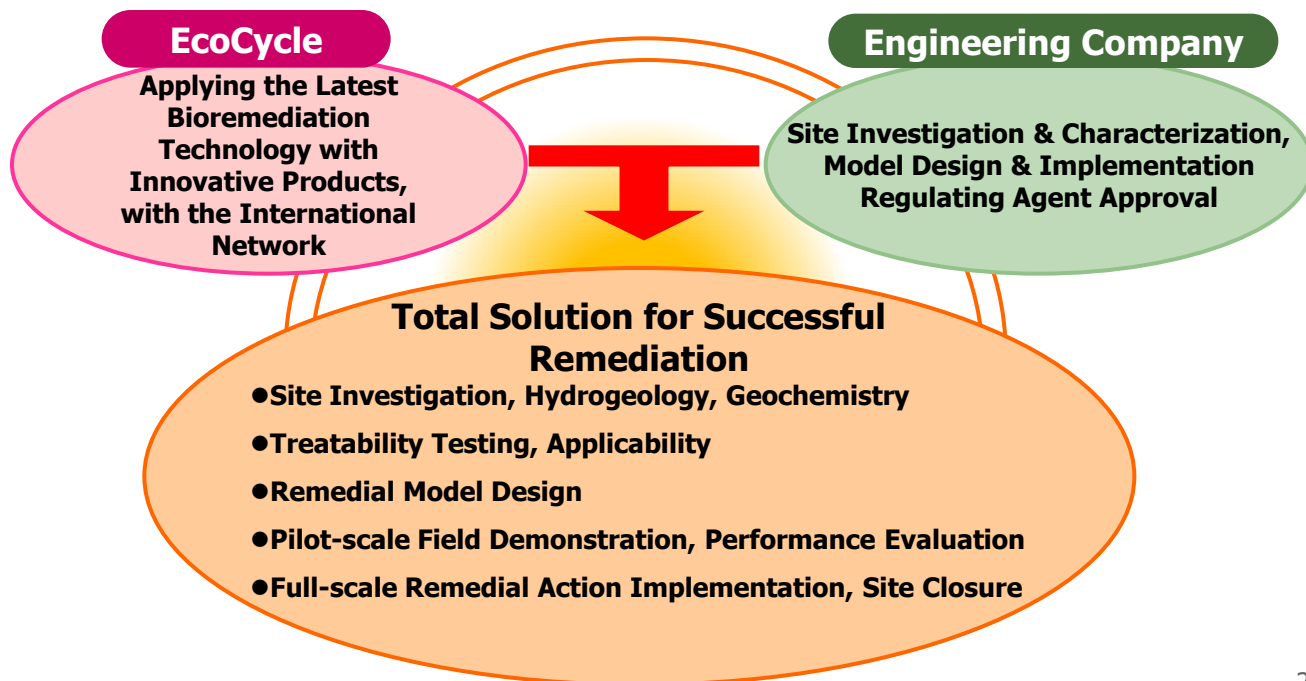 EcoCycle
Applying the Latest
Bioremediation
Technology with
Innovative Products,
with the International
Network
Engineering Company
Site Investigation & Characterization,
Model Design & Implementation
Regulating Agent Approval
Total Solution for Successful
Remediation
●Site Investigation, Hydrogeology, Geochemistry
●Treatability Testing, Applicability
●Remedial Model Design
●Pilot-scale Field Demonstration, Performance Evaluation
●Full-scale Remedial Action Implementation, Site Closure